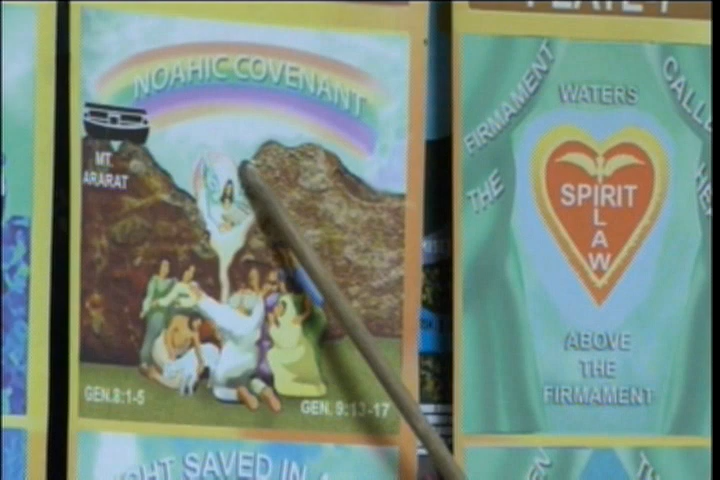 NOAHIC COVENANT
MT.
ARARAT
GEN.8:1-5
GEN. 9:13-17
THE FIRMAMENT
WATERS
SPIRIT
LAW
ABOVE
THE
FIRMAMENT
SAVED IN